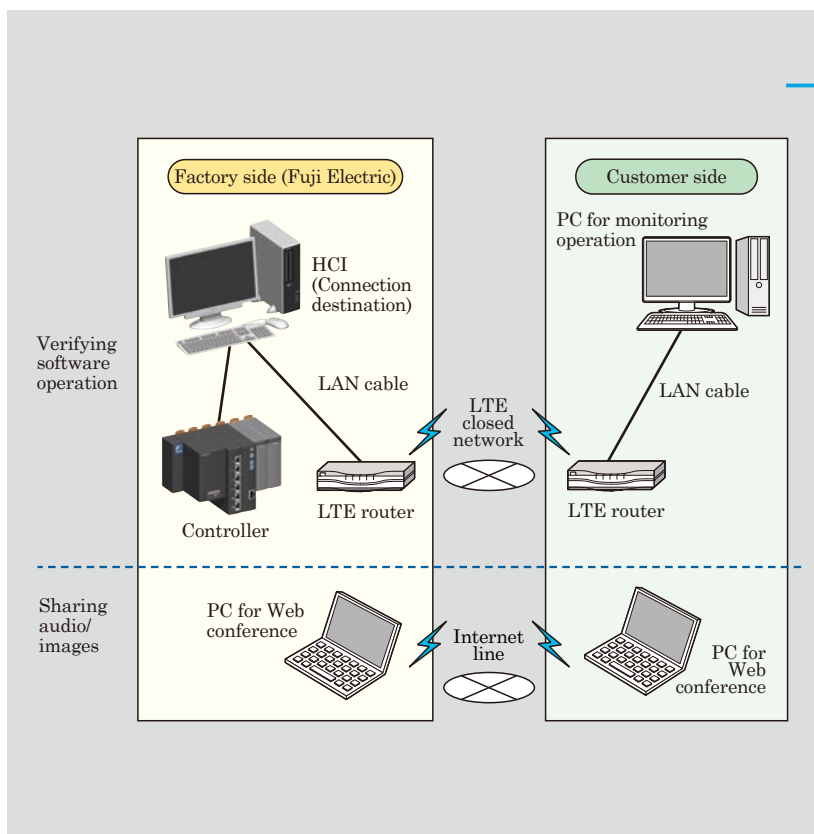 Factory side (Fuji Electric)
Customer side
HCI
(Connection
destination)
PC for monitoring
operation
Verifying
software
operation
LAN cable
LAN cable
LTE
closed
network
Controller
LTE router
LTE router
Sharing
audio/
images
PC for Web
conference
Internet
line
PC for
Web
conference